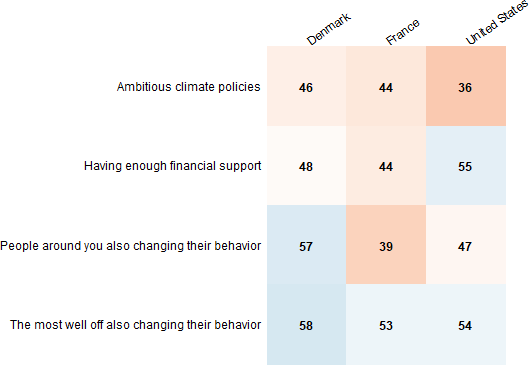 Denmark France United States
Ambitious climate policies 46 44 36
Having enough financial support 48 44 55
People around you also changing their behavior 57 39 47
The most well off also changing their behavior 58 53 54